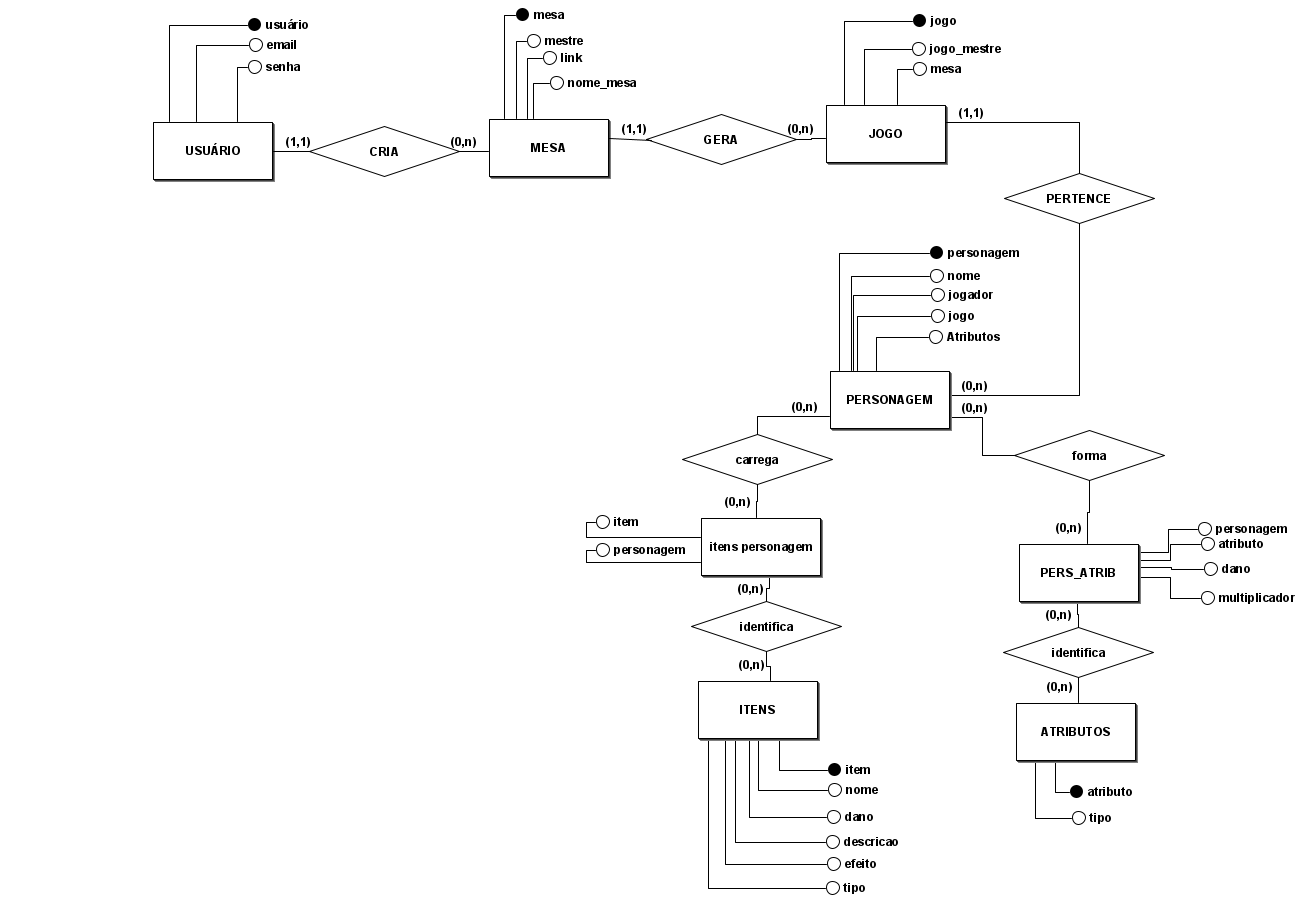 usuário
email
senha
USUÁRIO
(1,1)
CRIA
(0,n)
mesa
mestre
link
nome_mesa
MESA
(1,1)
GERA
(0,n)
jogo
jogo_mestre
mesa
JOGO
(1,1)
PERTENCE
personagem
nome
jogador
jogo
Atributos
PERSONAGEM
(0,n)
(0,n)
(0,n)
carrega
(0,n)
item
personagem
itens personagem
(0,n)
identifica
(0,n)
ITENS
item
nome
dano
descricao
efeito
tipo
forma
(0,n)
personagem
atributo
dano
multiplicador
PERS_ATRIB
(0,n)
identifica
(0,n)
ATRIBUTOS
atributo
tipo